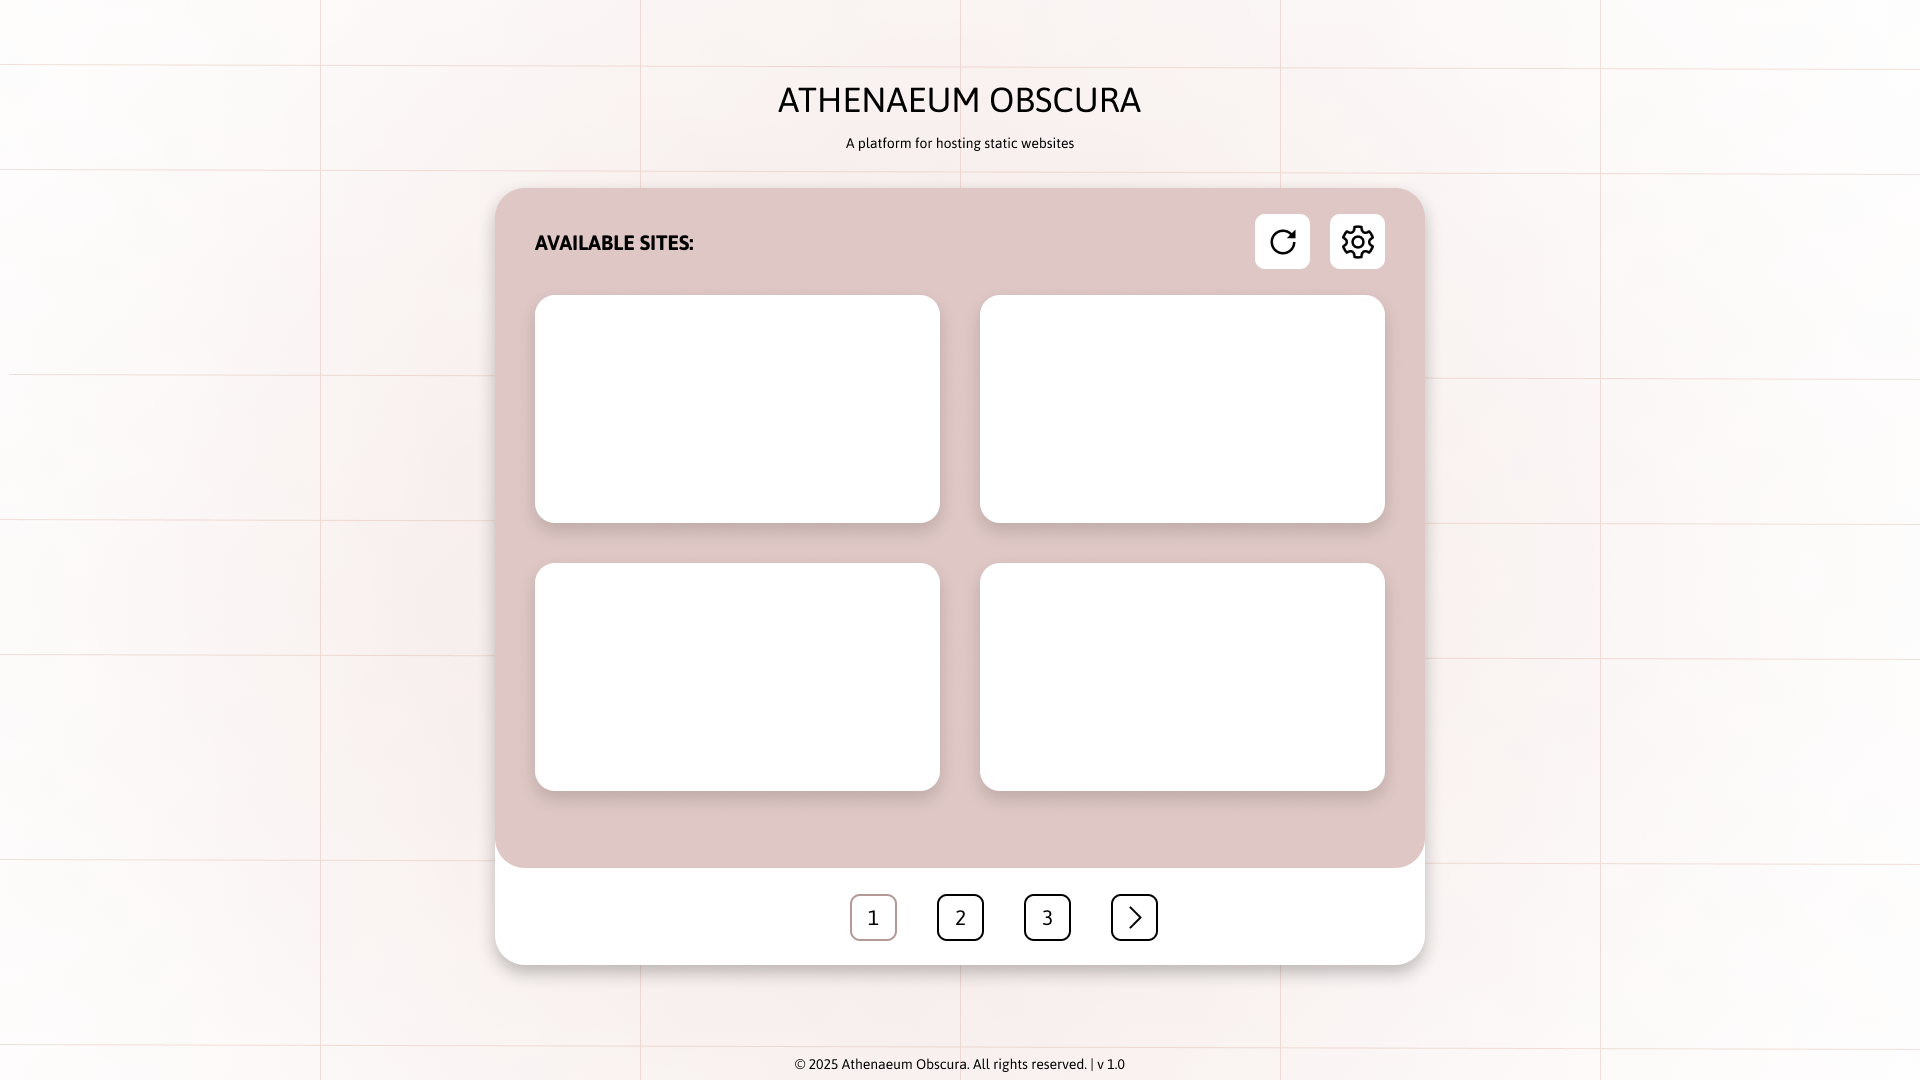 ATHENAEUM OBSCURA
A platform for hosting static websites
AVAILABLE SITES:
1 2 3
© 2025 Athenaeum Obscura. All rights reserved. | v 1.0